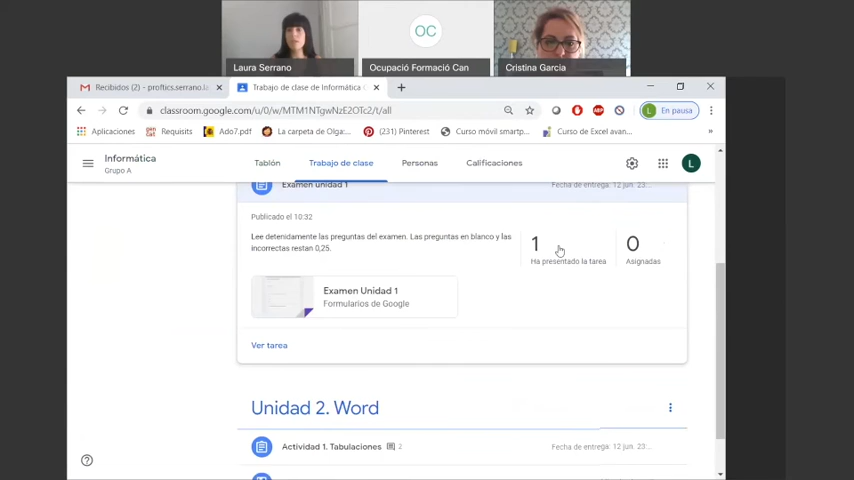 OC
Laura Serrano
Ocupació Formació Can
Cristina Garcia
Recibidos (2) - proftics.serrano.la
Trabajo de clase de Informática
classroom.google.com/u/0/w/MTM1NTgwNzE2OTc2/t/all
ABP
L En pausa
Aplicaciones
gen cat Requisits
Ado7.pdf
La carpeta de Olga:...
(231) Pinterest
Curso móvil smartp...
Curso de Excel avan...
»
Informática
Grupo A
Tablón
Trabajo de clase
Personas
Calificaciones
L
Examen unidad 1
Fecha de entrega: 12 jun. 23:...
Publicado el 10:32
Lee detenidamente las preguntas del examen. Las preguntas en blanco y las
incorrectas restan 0,25.
1
Ha presentado la tarea
0
Asignadas
Examen Unidad 1
Formularios de Google
Ver tarea
Unidad 2. Word
Actividad 1. Tabulaciones 2
Fecha de entrega: 12 jun. 23:...